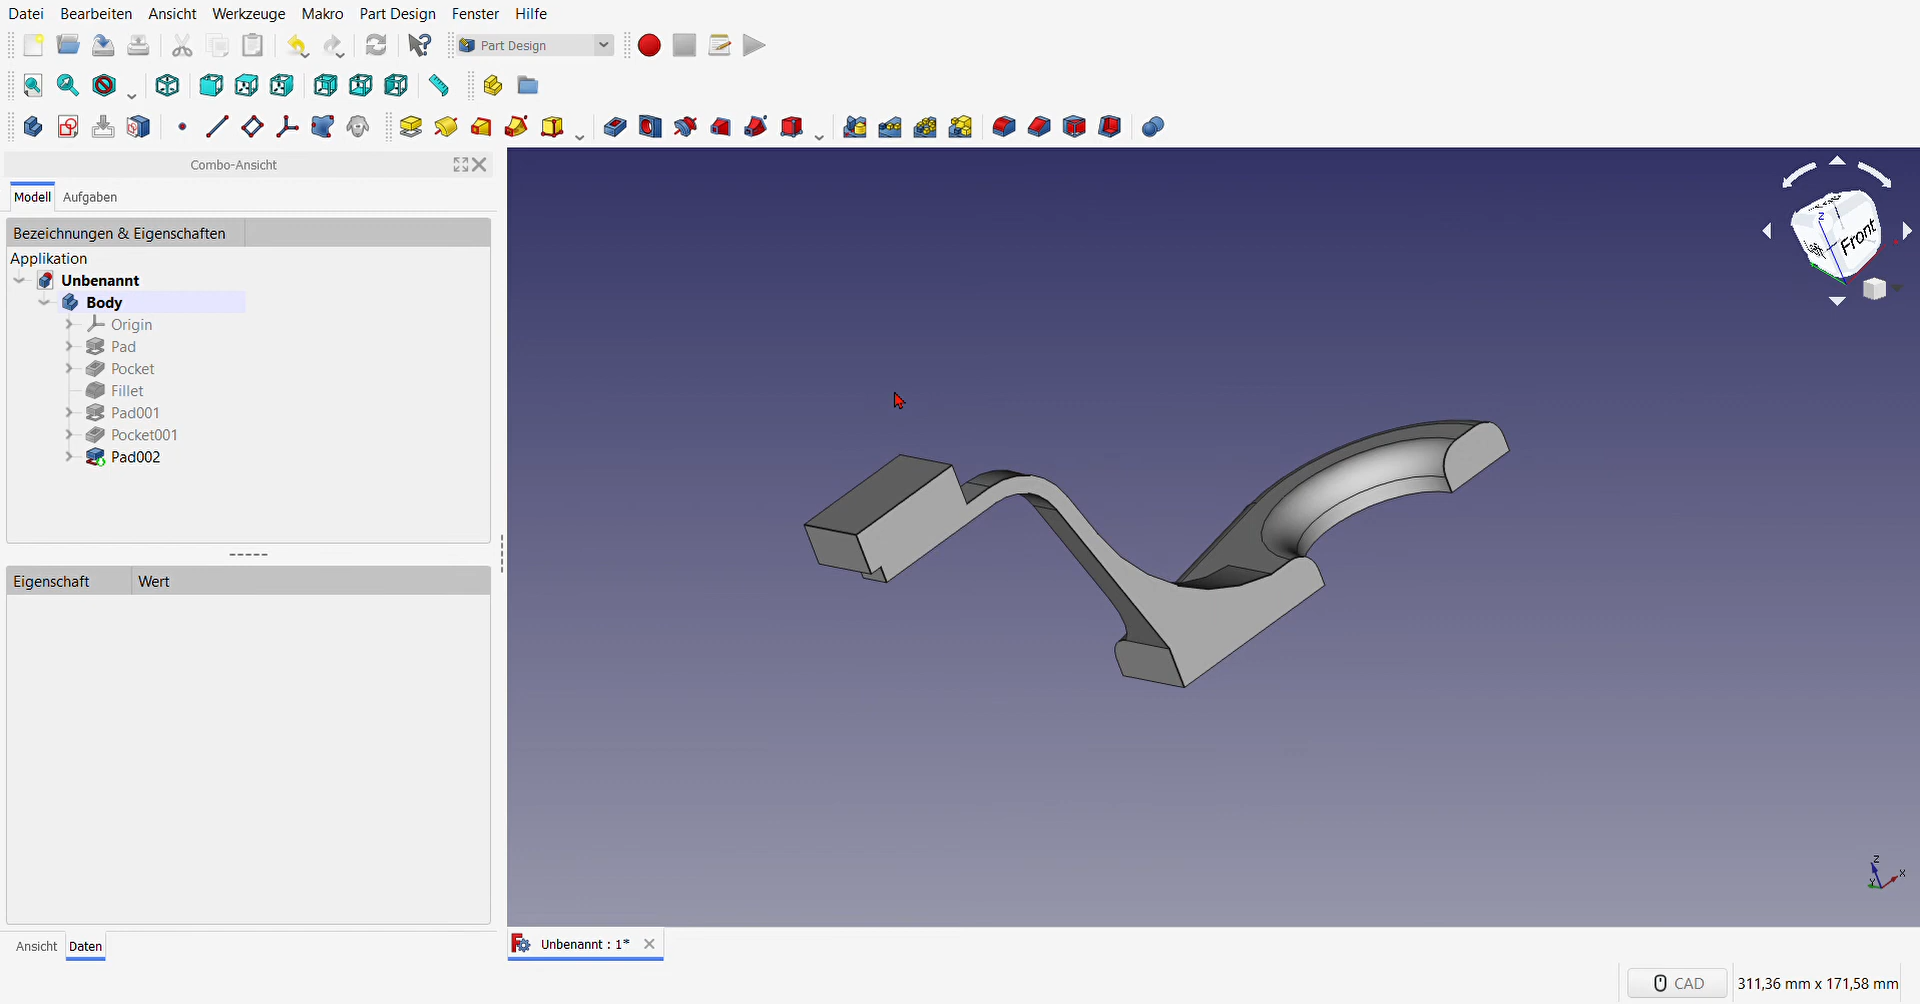 Datei Bearbeiten Ansicht Werkzeuge Makro Part Design Fenster Hilfe
Part Design
Combo-Ansicht
Modell Aufgaben
Bezeichnungen & Eigenschaften
Applikation
Unbenannt
Body
Origin
Pad
Pocket
Fillet
Pad001
Pocket001
Pad002
Eigenschaft Wert
Ansicht Daten
Front
Z
Z
X
Y
Unbenannt : 1*
CAD 311,36 mm x 171,58 mm